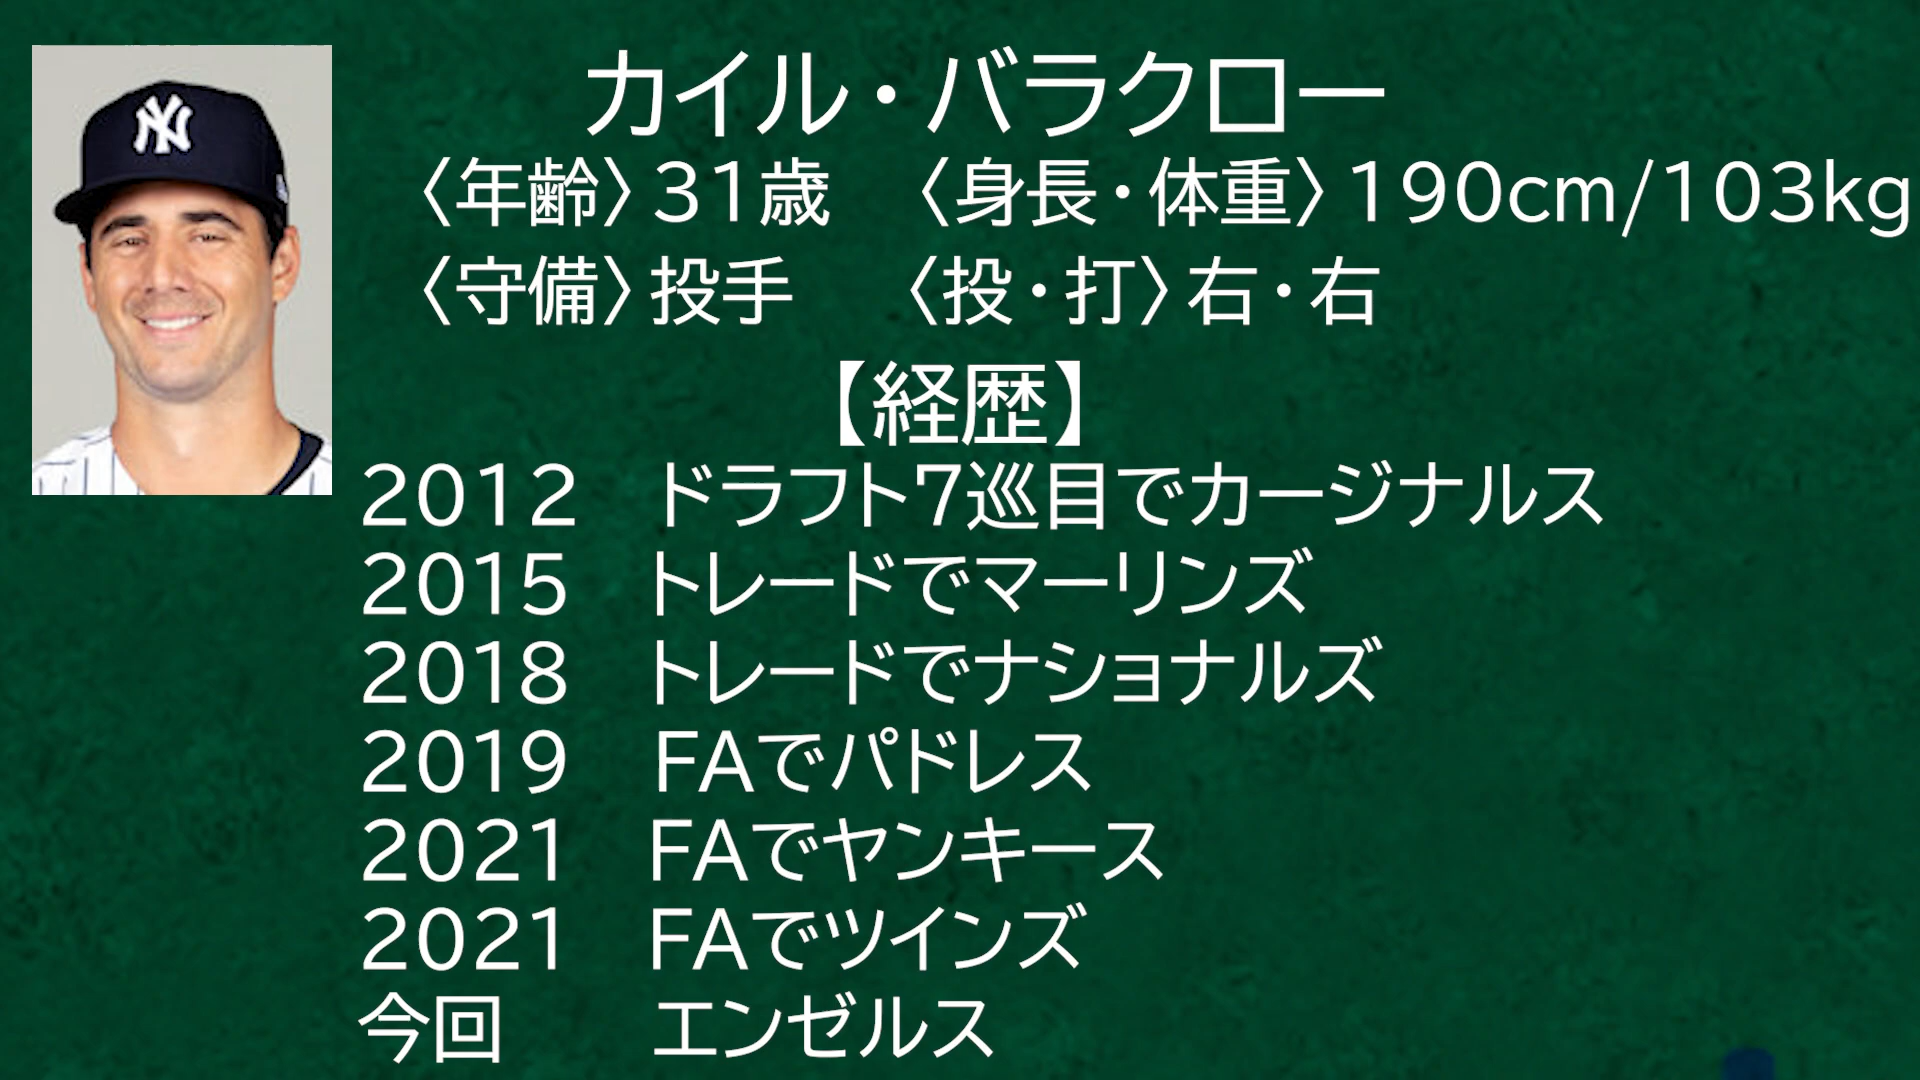 カイル・バラクロー
〈年齢〉31歳　〈身長・体重〉190cm/103kg
〈守備〉投手　〈投・打〉右・右
【経歴】
2012　ドラフト7巡目でカージナルス
2015　トレードでマーリンズ
2018　トレードでナショナルズ
2019　FAでパドレス
2021　FAでヤンキース
2021　FAでツインズ
今回　エンゼルス
NY